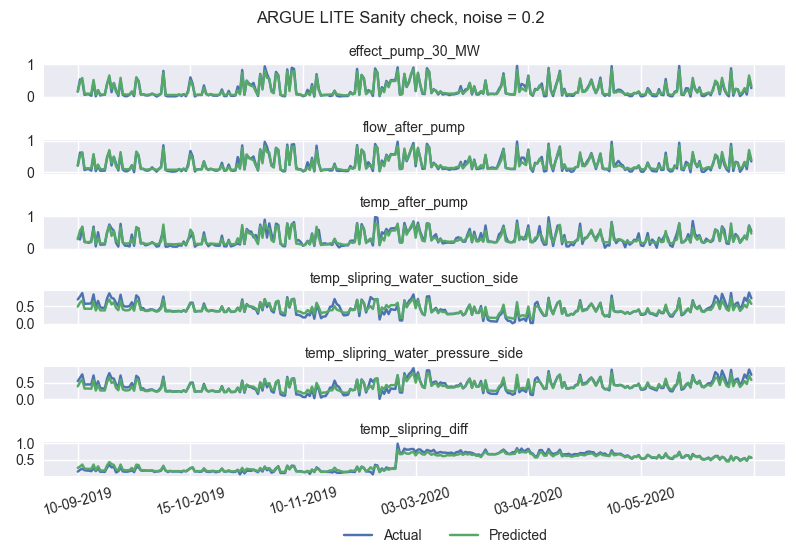 ARGUE LITE Sanity check, noise = 0.2
effect_pump_30_MW
1
0
flow_after_pump
1
0
temp_after_pump
1
0
temp_slipring_water_suction_side
0.5
0.0
temp_slipring_water_pressure_side
0.5
0.0
temp_slipring_diff
1.0
0.5
10-09-2019 15-10-2019 10-11-2019 03-03-2020 03-04-2020 10-05-2020
Actual Predicted